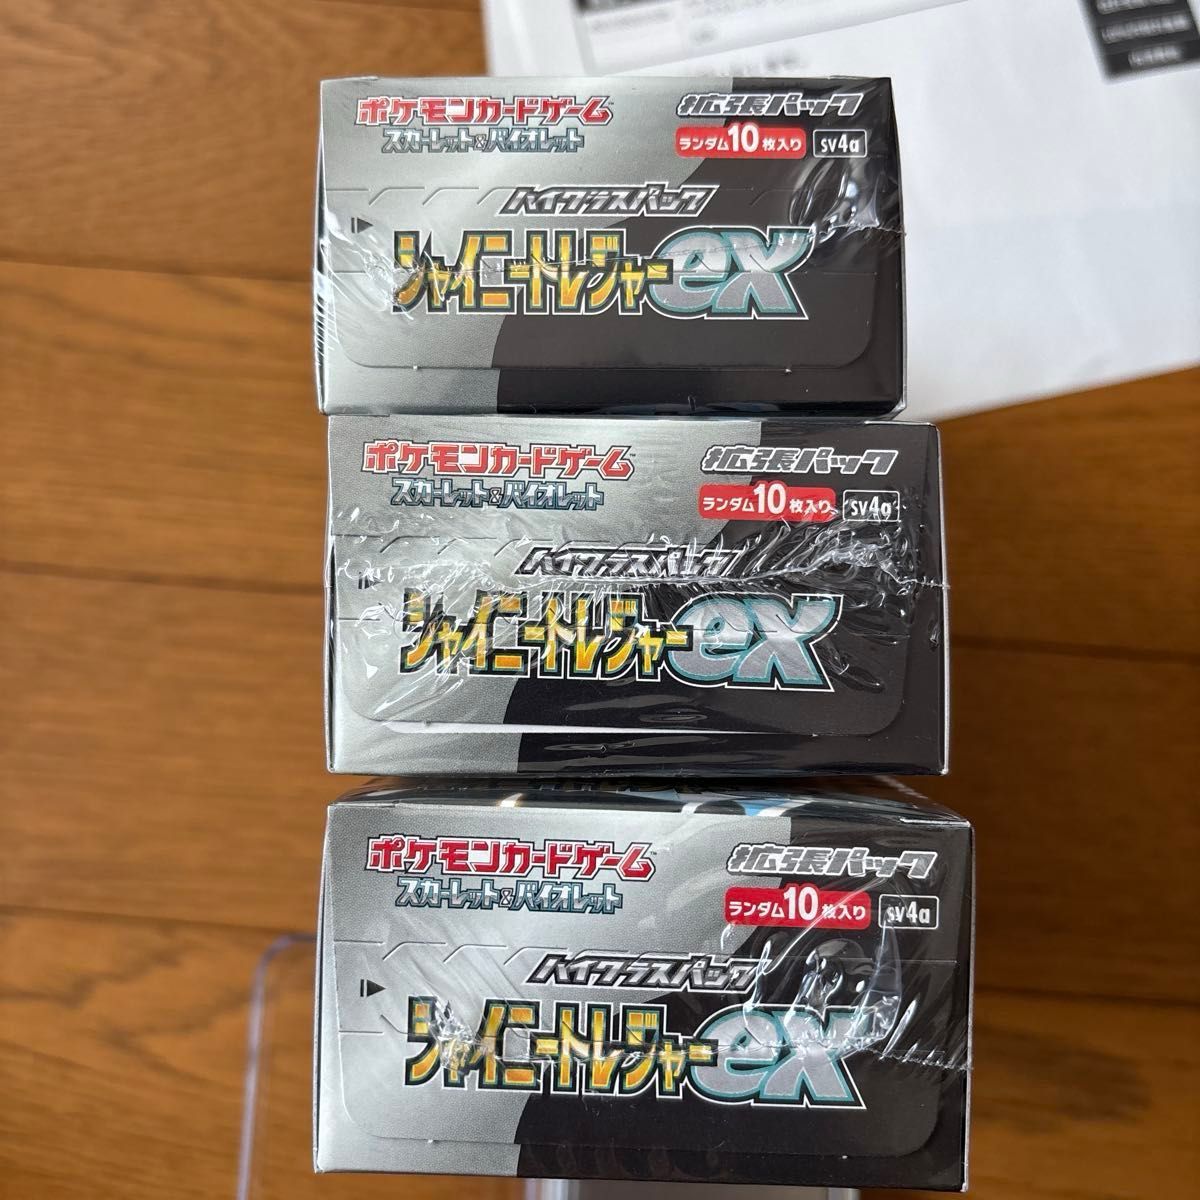 ポケモンカードゲーム™
スカーレット&バイオレット
拡張パック
ランダム10枚入り sv4a
ハイクラスパック
シャイニートレジャーex
ポケモンカードゲーム™
スカーレット&バイオレット
拡張パック
ランダム10枚入り sv4a
ハイクラスパック
シャイニートレジャーex
ポケモンカードゲーム™
スカーレット&バイオレット
拡張パック
ランダム10枚入り sv4a
ハイクラスパック
シャイニートレジャーex